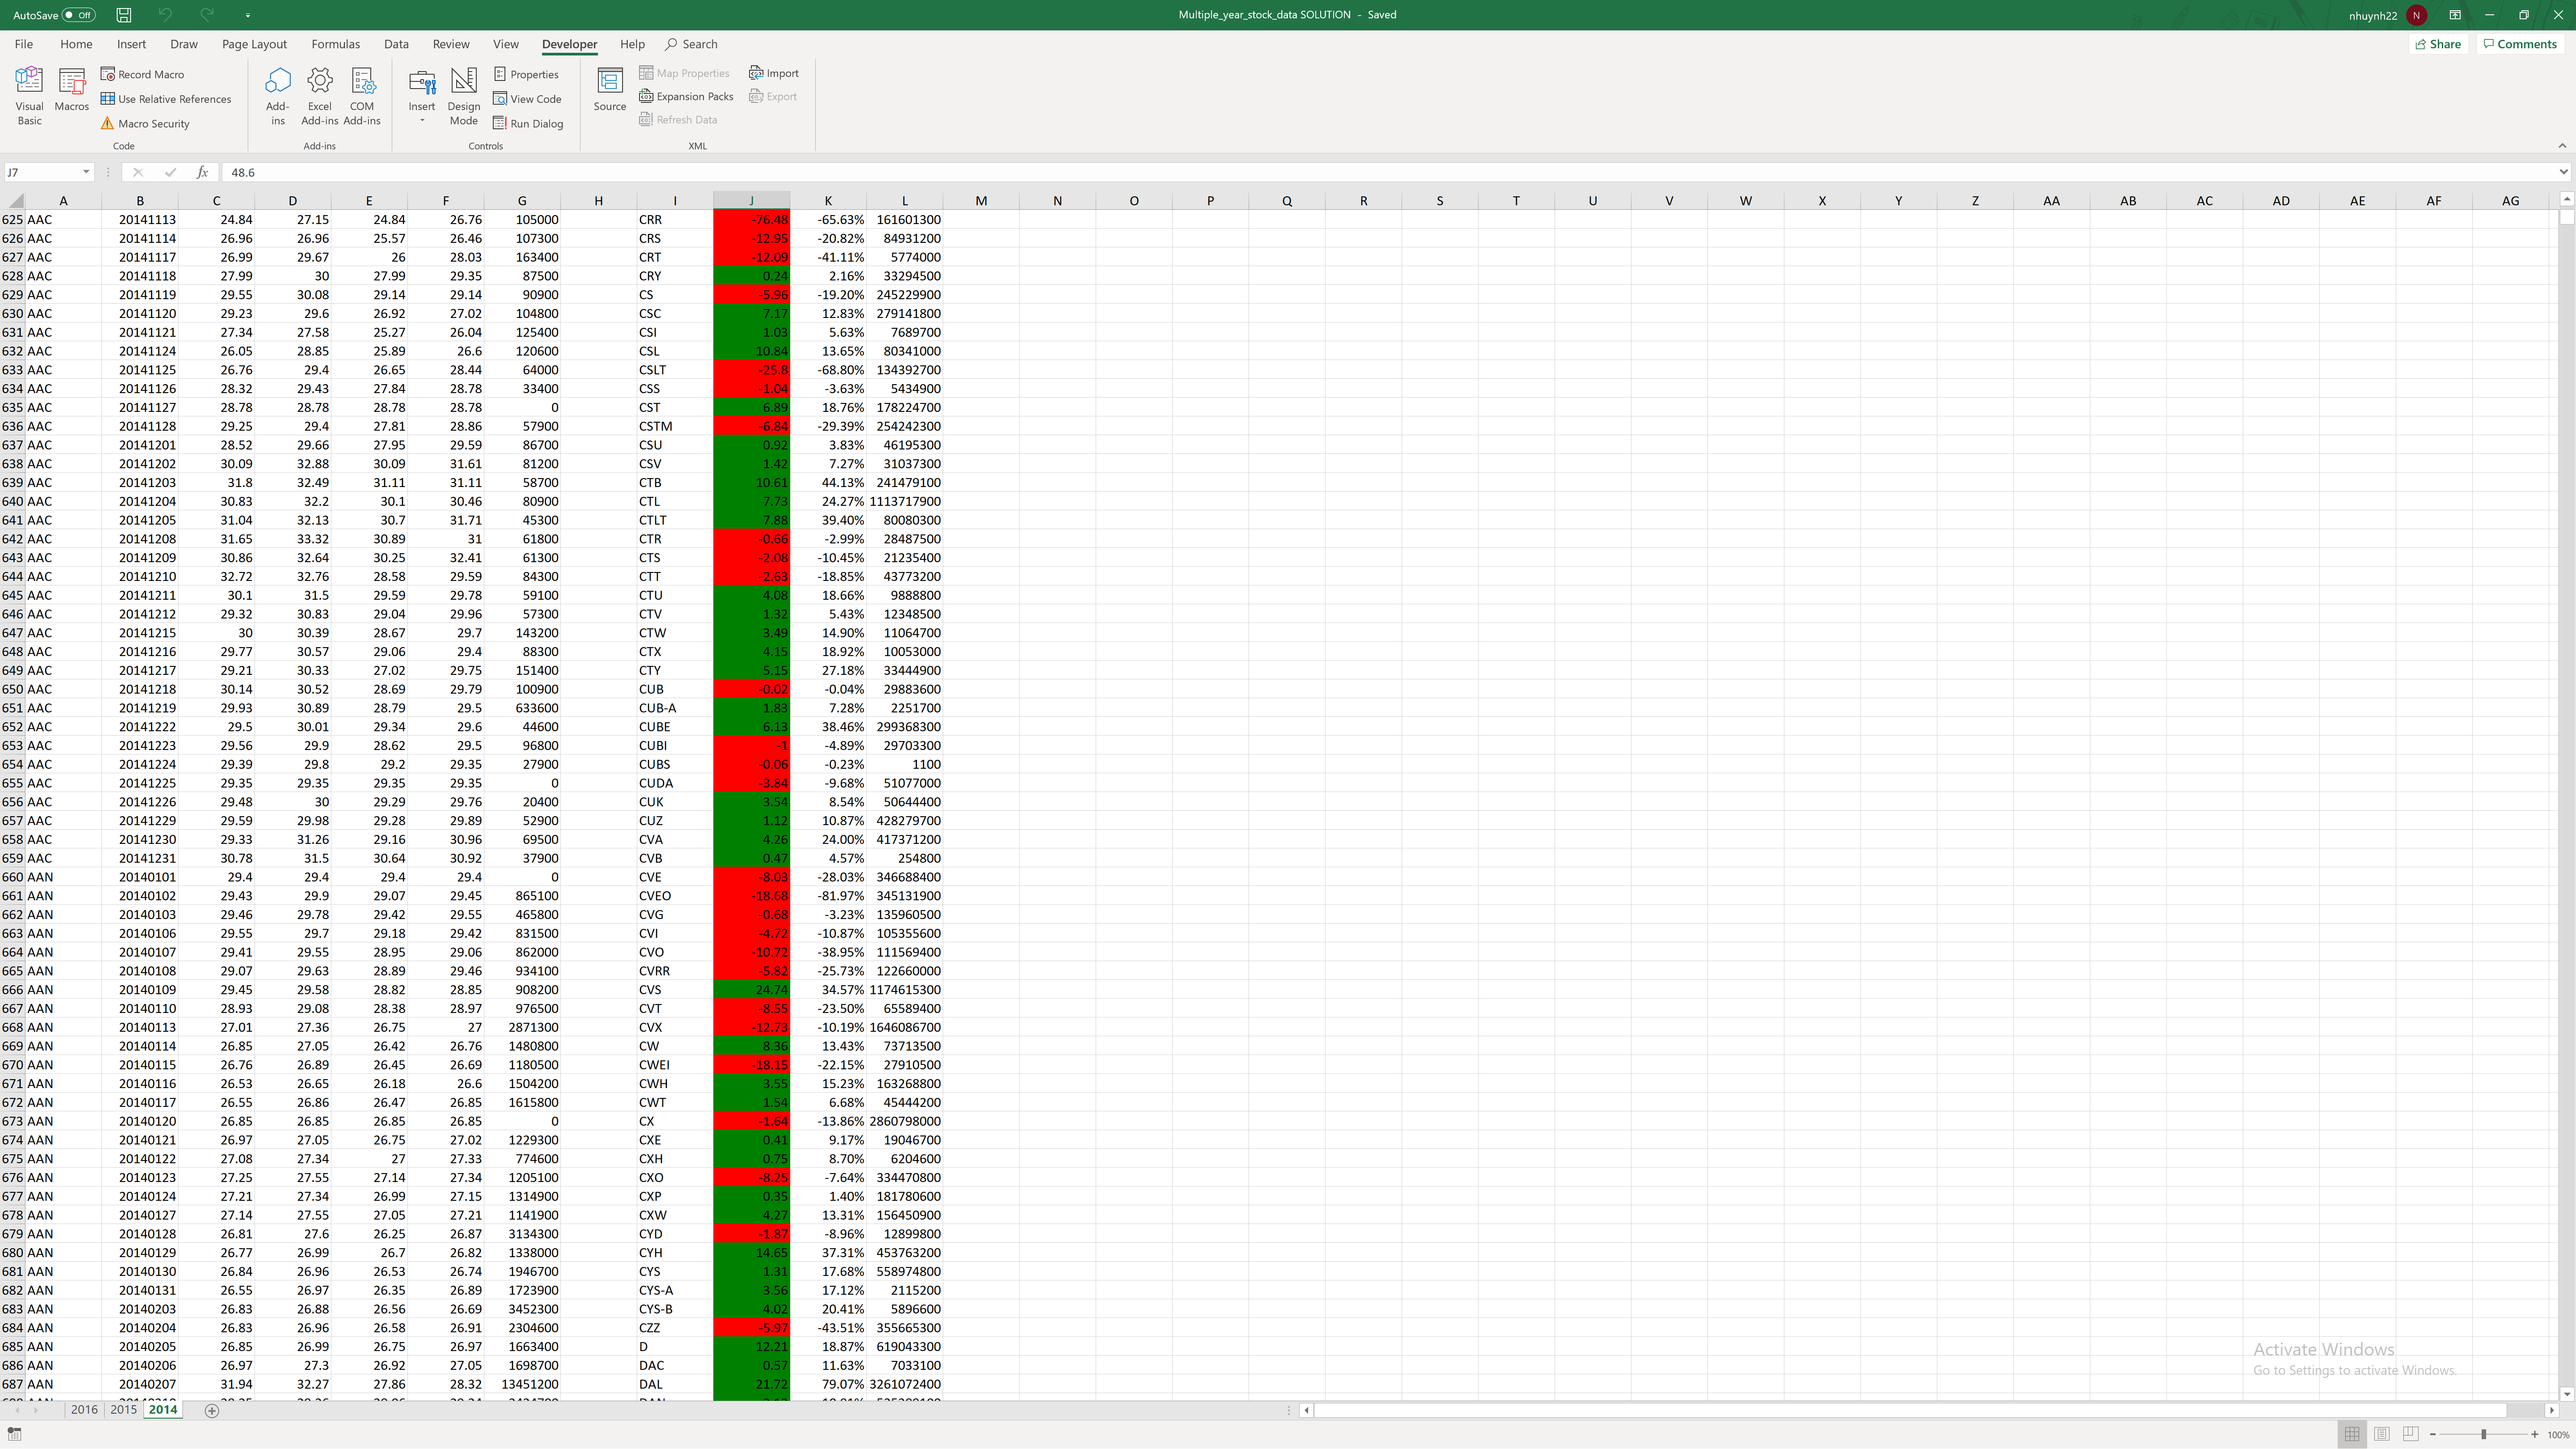 AutoSave Off Multiple_year_stock_data SOLUTION - Saved nhuynh22 N
File Home Insert Draw Page Layout Formulas Data Review View Developer Help Search Share Comments
Visual Basic Macros Record Macro Use Relative References Macro Security Add-ins Excel Add-ins COM Add-ins Insert Design Mode Properties View Code Run Dialog Source Map Properties Expansion Packs Refresh Data Import Export
Code Add-ins Controls XML
J7 fx 48.6
A B C D E F G H I J K L M N O P Q R S T U V W X Y Z AA AB AC AD AE AF AG
625 AAC 20141113 24.84 27.15 24.84 26.76 105000 CRR -76.48 -65.63% 161601300
626 AAC 20141114 26.96 26.96 25.57 26.46 107300 CRS -12.95 -20.82% 84931200
627 AAC 20141117 26.99 29.67 26 28.03 163400 CRT -12.09 -41.11% 5774000
628 AAC 20141118 27.99 30 27.99 29.35 87500 CRY 0.24 2.16% 33294500
629 AAC 20141119 29.55 30.08 29.14 29.14 90900 CS -5.96 -19.20% 245229900
630 AAC 20141120 29.23 29.6 26.92 27.02 104800 CSC 7.17 12.83% 279141800
631 AAC 20141121 27.34 27.58 25.27 26.04 125400 CSI 1.03 5.63% 7689700
632 AAC 20141124 26.05 28.85 25.89 26.6 120600 CSL 10.84 13.65% 80341000
633 AAC 20141125 26.76 29.4 26.65 28.44 64000 CSLT -25.8 -68.80% 134392700
634 AAC 20141126 28.32 29.43 27.84 28.78 33400 CSS -1.04 -3.63% 5434900
635 AAC 20141127 28.78 28.78 28.78 28.78 0 CST 6.89 18.76% 178224700
636 AAC 20141128 29.25 29.4 27.81 28.86 57900 CSTM -6.84 -29.39% 254242300
637 AAC 20141201 28.52 29.66 27.95 29.59 86700 CSU 0.92 3.83% 46195300
638 AAC 20141202 30.09 32.88 30.09 31.61 81200 CSV 1.42 7.27% 31037300
639 AAC 20141203 31.8 32.49 31.11 31.11 58700 CTB 10.61 44.13% 241479100
640 AAC 20141204 30.83 32.2 30.1 30.46 80900 CTL 7.73 24.27% 1113717900
641 AAC 20141205 31.04 32.13 30.7 31.71 45300 CTLT 7.88 39.40% 80080300
642 AAC 20141208 31.65 33.32 30.89 31 61800 CTR -0.66 -2.99% 28487500
643 AAC 20141209 30.86 32.64 30.25 32.41 61300 CTS -2.08 -10.45% 21235400
644 AAC 20141210 32.72 32.76 28.58 29.59 84300 CTT -2.63 -18.85% 43773200
645 AAC 20141211 30.1 31.5 29.59 29.78 59100 CTU 4.08 18.66% 9888800
646 AAC 20141212 29.32 30.83 29.04 29.96 57300 CTV 1.32 5.43% 12348500
647 AAC 20141215 30 30.39 28.67 29.7 143200 CTW 3.49 14.90% 11064700
648 AAC 20141216 29.77 30.57 29.06 29.4 88300 CTX 4.15 18.92% 10053000
649 AAC 20141217 29.21 30.33 27.02 29.75 151400 CTY 5.15 27.18% 33444900
650 AAC 20141218 30.14 30.52 28.69 29.79 100900 CUB -0.02 -0.04% 29883600
651 AAC 20141219 29.93 30.89 28.79 29.5 633600 CUB-A 1.83 7.28% 2251700
652 AAC 20141222 29.5 30.01 29.34 29.6 44600 CUBE 6.13 38.46% 299368300
653 AAC 20141223 29.56 29.9 28.62 29.5 96800 CUBI -1 -4.89% 29703300
654 AAC 20141224 29.39 29.8 29.2 29.35 27900 CUBS -0.06 -0.23% 1100
655 AAC 20141225 29.35 29.35 29.35 29.35 0 CUDA -3.84 -9.68% 51077000
656 AAC 20141226 29.48 30 29.29 29.76 20400 CUK 3.54 8.54% 50644400
657 AAC 20141229 29.59 29.98 29.28 29.89 52900 CUZ 1.12 10.87% 428279700
658 AAC 20141230 29.33 31.26 29.16 30.96 69500 CVA 4.26 24.00% 417371200
659 AAC 20141231 30.78 31.5 30.64 30.92 37900 CVB 0.47 4.57% 254800
660 AAN 20140101 29.4 29.4 29.4 29.4 0 CVE -8.03 -28.03% 346688400
661 AAN 20140102 29.43 29.9 29.07 29.45 865100 CVEO -18.68 -81.97% 345131900
662 AAN 20140103 29.46 29.78 29.42 29.55 465800 CVG -0.68 -3.23% 135960500
663 AAN 20140106 29.55 29.7 29.18 29.42 831500 CVI -4.72 -10.87% 105355600
664 AAN 20140107 29.41 29.55 28.95 29.06 862000 CVO -10.72 -38.95% 111569400
665 AAN 20140108 29.07 29.63 28.89 29.46 934100 CVRR -5.82 -25.73% 122660000
666 AAN 20140109 29.45 29.58 28.82 28.85 908200 CVS 24.74 34.57% 1174615300
667 AAN 20140110 28.93 29.08 28.38 28.97 976500 CVT -8.55 -23.50% 65589400
668 AAN 20140113 27.01 27.36 26.75 27 2871300 CVX -12.73 -10.19% 1646086700
669 AAN 20140114 26.85 27.05 26.42 26.76 1480800 CW 8.36 13.43% 73713500
670 AAN 20140115 26.76 26.89 26.45 26.69 1180500 CWEI -18.15 -22.15% 27910500
671 AAN 20140116 26.53 26.65 26.18 26.6 1504200 CWH 3.55 15.23% 163268800
672 AAN 20140117 26.55 26.86 26.47 26.85 1615800 CWT 1.54 6.68% 45444200
673 AAN 20140120 26.85 26.85 26.85 26.85 0 CX -1.64 -13.86% 2860798000
674 AAN 20140121 26.97 27.05 26.75 27.02 1229300 CXE 0.41 9.17% 19046700
675 AAN 20140122 27.08 27.34 27 27.33 774600 CXH 0.75 8.70% 6204600
676 AAN 20140123 27.25 27.55 27.14 27.34 1205100 CXO -8.25 -7.64% 334470800
677 AAN 20140124 27.21 27.34 26.99 27.15 1314900 CXP 0.35 1.40% 181780600
678 AAN 20140127 27.14 27.55 27.05 27.21 1141900 CXW 4.27 13.31% 156450900
679 AAN 20140128 26.81 27.6 26.25 26.87 3134300 CYD -1.87 -8.96% 12899800
680 AAN 20140129 26.77 26.99 26.7 26.82 1338000 CYH 14.65 37.31% 453763200
681 AAN 20140130 26.84 26.96 26.53 26.74 1946700 CYS 1.31 17.68% 558974800
682 AAN 20140131 26.55 26.97 26.35 26.89 1723900 CYS-A 3.56 17.12% 2115200
683 AAN 20140203 26.83 26.88 26.56 26.69 3452300 CYS-B 4.02 20.41% 5896600
684 AAN 20140204 26.83 26.96 26.58 26.91 2304600 CZZ -5.97 -43.51% 355665300
685 AAN 20140205 26.85 26.99 26.75 26.97 1663400 D 12.21 18.87% 619043300
686 AAN 20140206 26.97 27.3 26.92 27.05 1698700 DAC 0.57 11.63% 7033100
687 AAN 20140207 31.94 32.27 27.86 28.32 13451200 DAL 21.72 79.07% 3261072400
Activate Windows
Go to Settings to activate Windows.
2016 2015 2014
100%